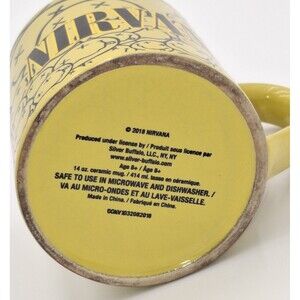 NIRVANA
© 2018 NIRVANA
Produced under licence by / Produit sous licence par
Silver Buffalo, LLC., NY, NY
www.silver-buffalo.com
Age 8+ Age 8+
14 oz. ceramic mug. / 414 ml. tasse en céramique.
SAFE TO USE IN MICROWAVE AND DISHWASHER. /
VA AU MICRO-ONDES ET AU LAVE-VAISSELLE.
Made in China. / Fabriqué en Chine.